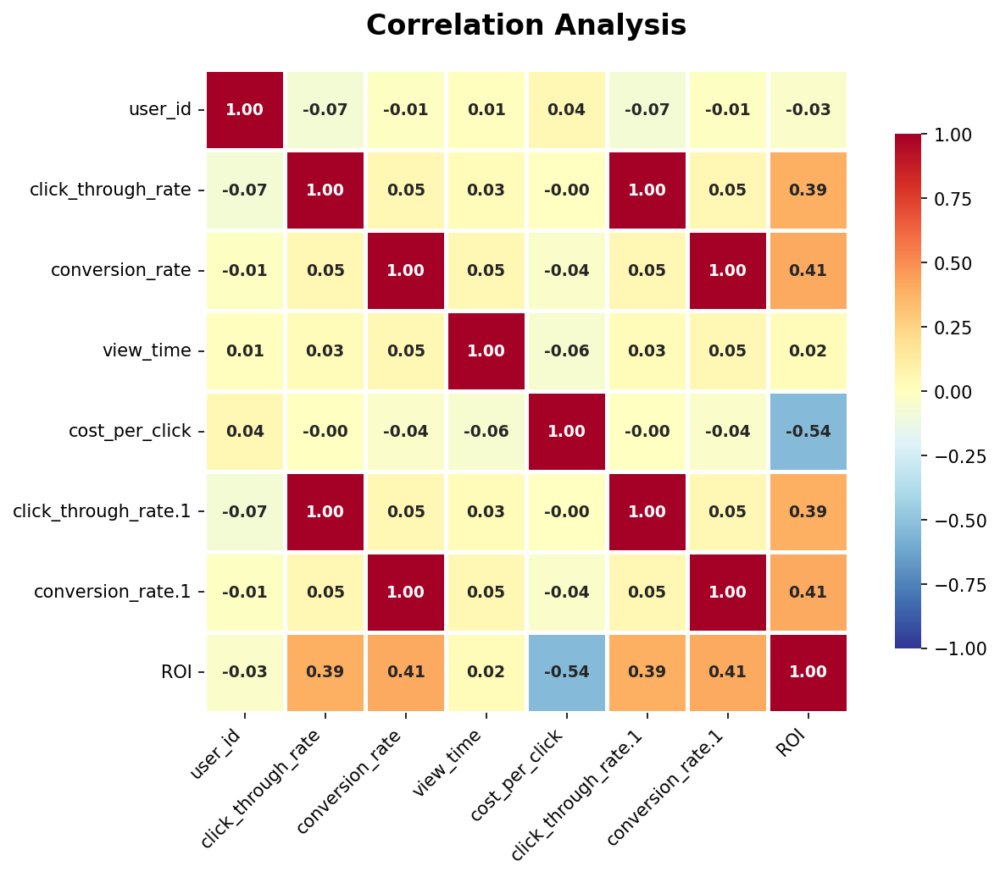 Correlation Analysis
user_id 1.00 -0.07 -0.01 0.01 0.04 -0.07 -0.01 -0.03
click_through_rate -0.07 1.00 0.05 0.03 -0.00 1.00 0.05 0.39
conversion_rate -0.01 0.05 1.00 0.05 -0.04 0.05 1.00 0.41
view_time 0.01 0.03 0.05 1.00 -0.06 0.03 0.05 0.02
cost_per_click 0.04 -0.00 -0.04 -0.06 1.00 -0.00 -0.04 -0.54
click_through_rate.1 -0.07 1.00 0.05 0.03 -0.00 1.00 0.05 0.39
conversion_rate.1 -0.01 0.05 1.00 0.05 -0.04 0.05 1.00 0.41
ROI -0.03 0.39 0.41 0.02 -0.54 0.39 0.41 1.00
user_id click_through_rate conversion_rate view_time cost_per_click click_through_rate.1 conversion_rate.1 ROI
1.00
0.75
0.50
0.25
0.00
−0.25
−0.50
−0.75
−1.00